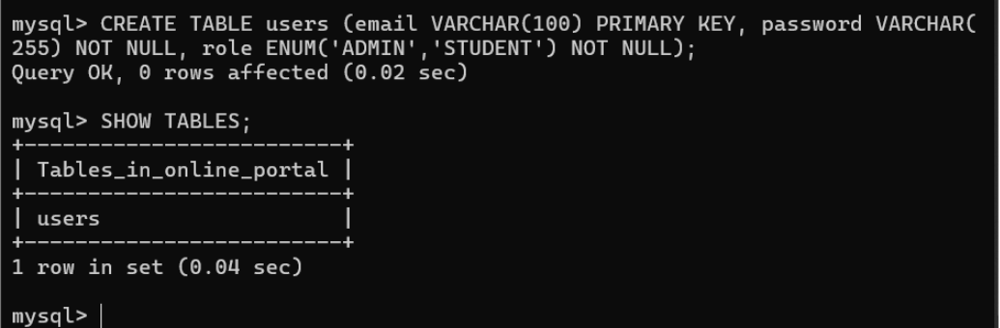 mysql> CREATE TABLE users (email VARCHAR(100) PRIMARY KEY, password VARCHAR(
255) NOT NULL, role ENUM('ADMIN','STUDENT') NOT NULL);
Query OK, 0 rows affected (0.02 sec)
mysql> SHOW TABLES;
+-------------------------+
| Tables_in_online_portal |
+-------------------------+
| users                   |
+-------------------------+
1 row in set (0.04 sec)
mysql>